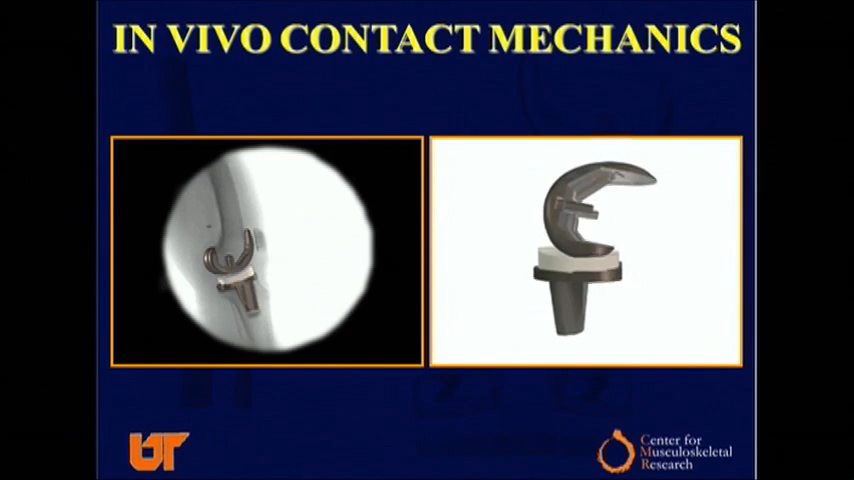 IN VIVO CONTACT MECHANICS
UT
Center for
Musculoskeletal
Research